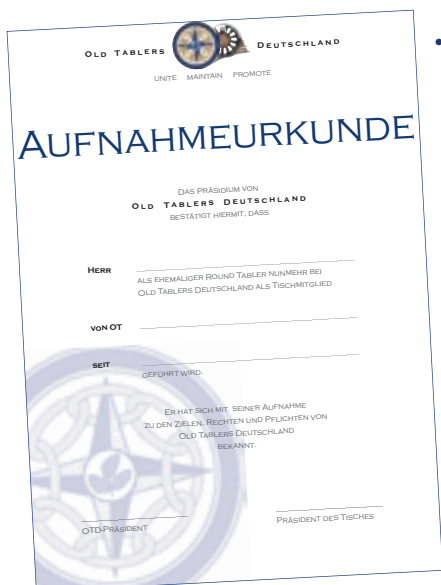 OLD TABLERS DEUTSCHLAND
UNITE MAINTAIN PROMOTE
AUFNAHMEURKUNDE
DAS PRÄSIDIUM VON
OLD TABLERS DEUTSCHLAND
BESTÄTIGT HIERMIT, DASS
HERR
ALS EHEMALIGER ROUND TABLER NUNMEHR BEI
OLD TABLERS DEUTSCHLAND ALS TISCHMITGLIED
VON OT
SEIT
GEFÜHRT WIRD.
ER HAT SICH MIT SEINER AUFNAHME
ZU DEN ZIELEN, RECHTEN UND PFLICHTEN VON
OLD TABLERS DEUTSCHLAND
BEKANNT.
OTD-PRÄSIDENT
PRÄSIDENT DES TISCHES